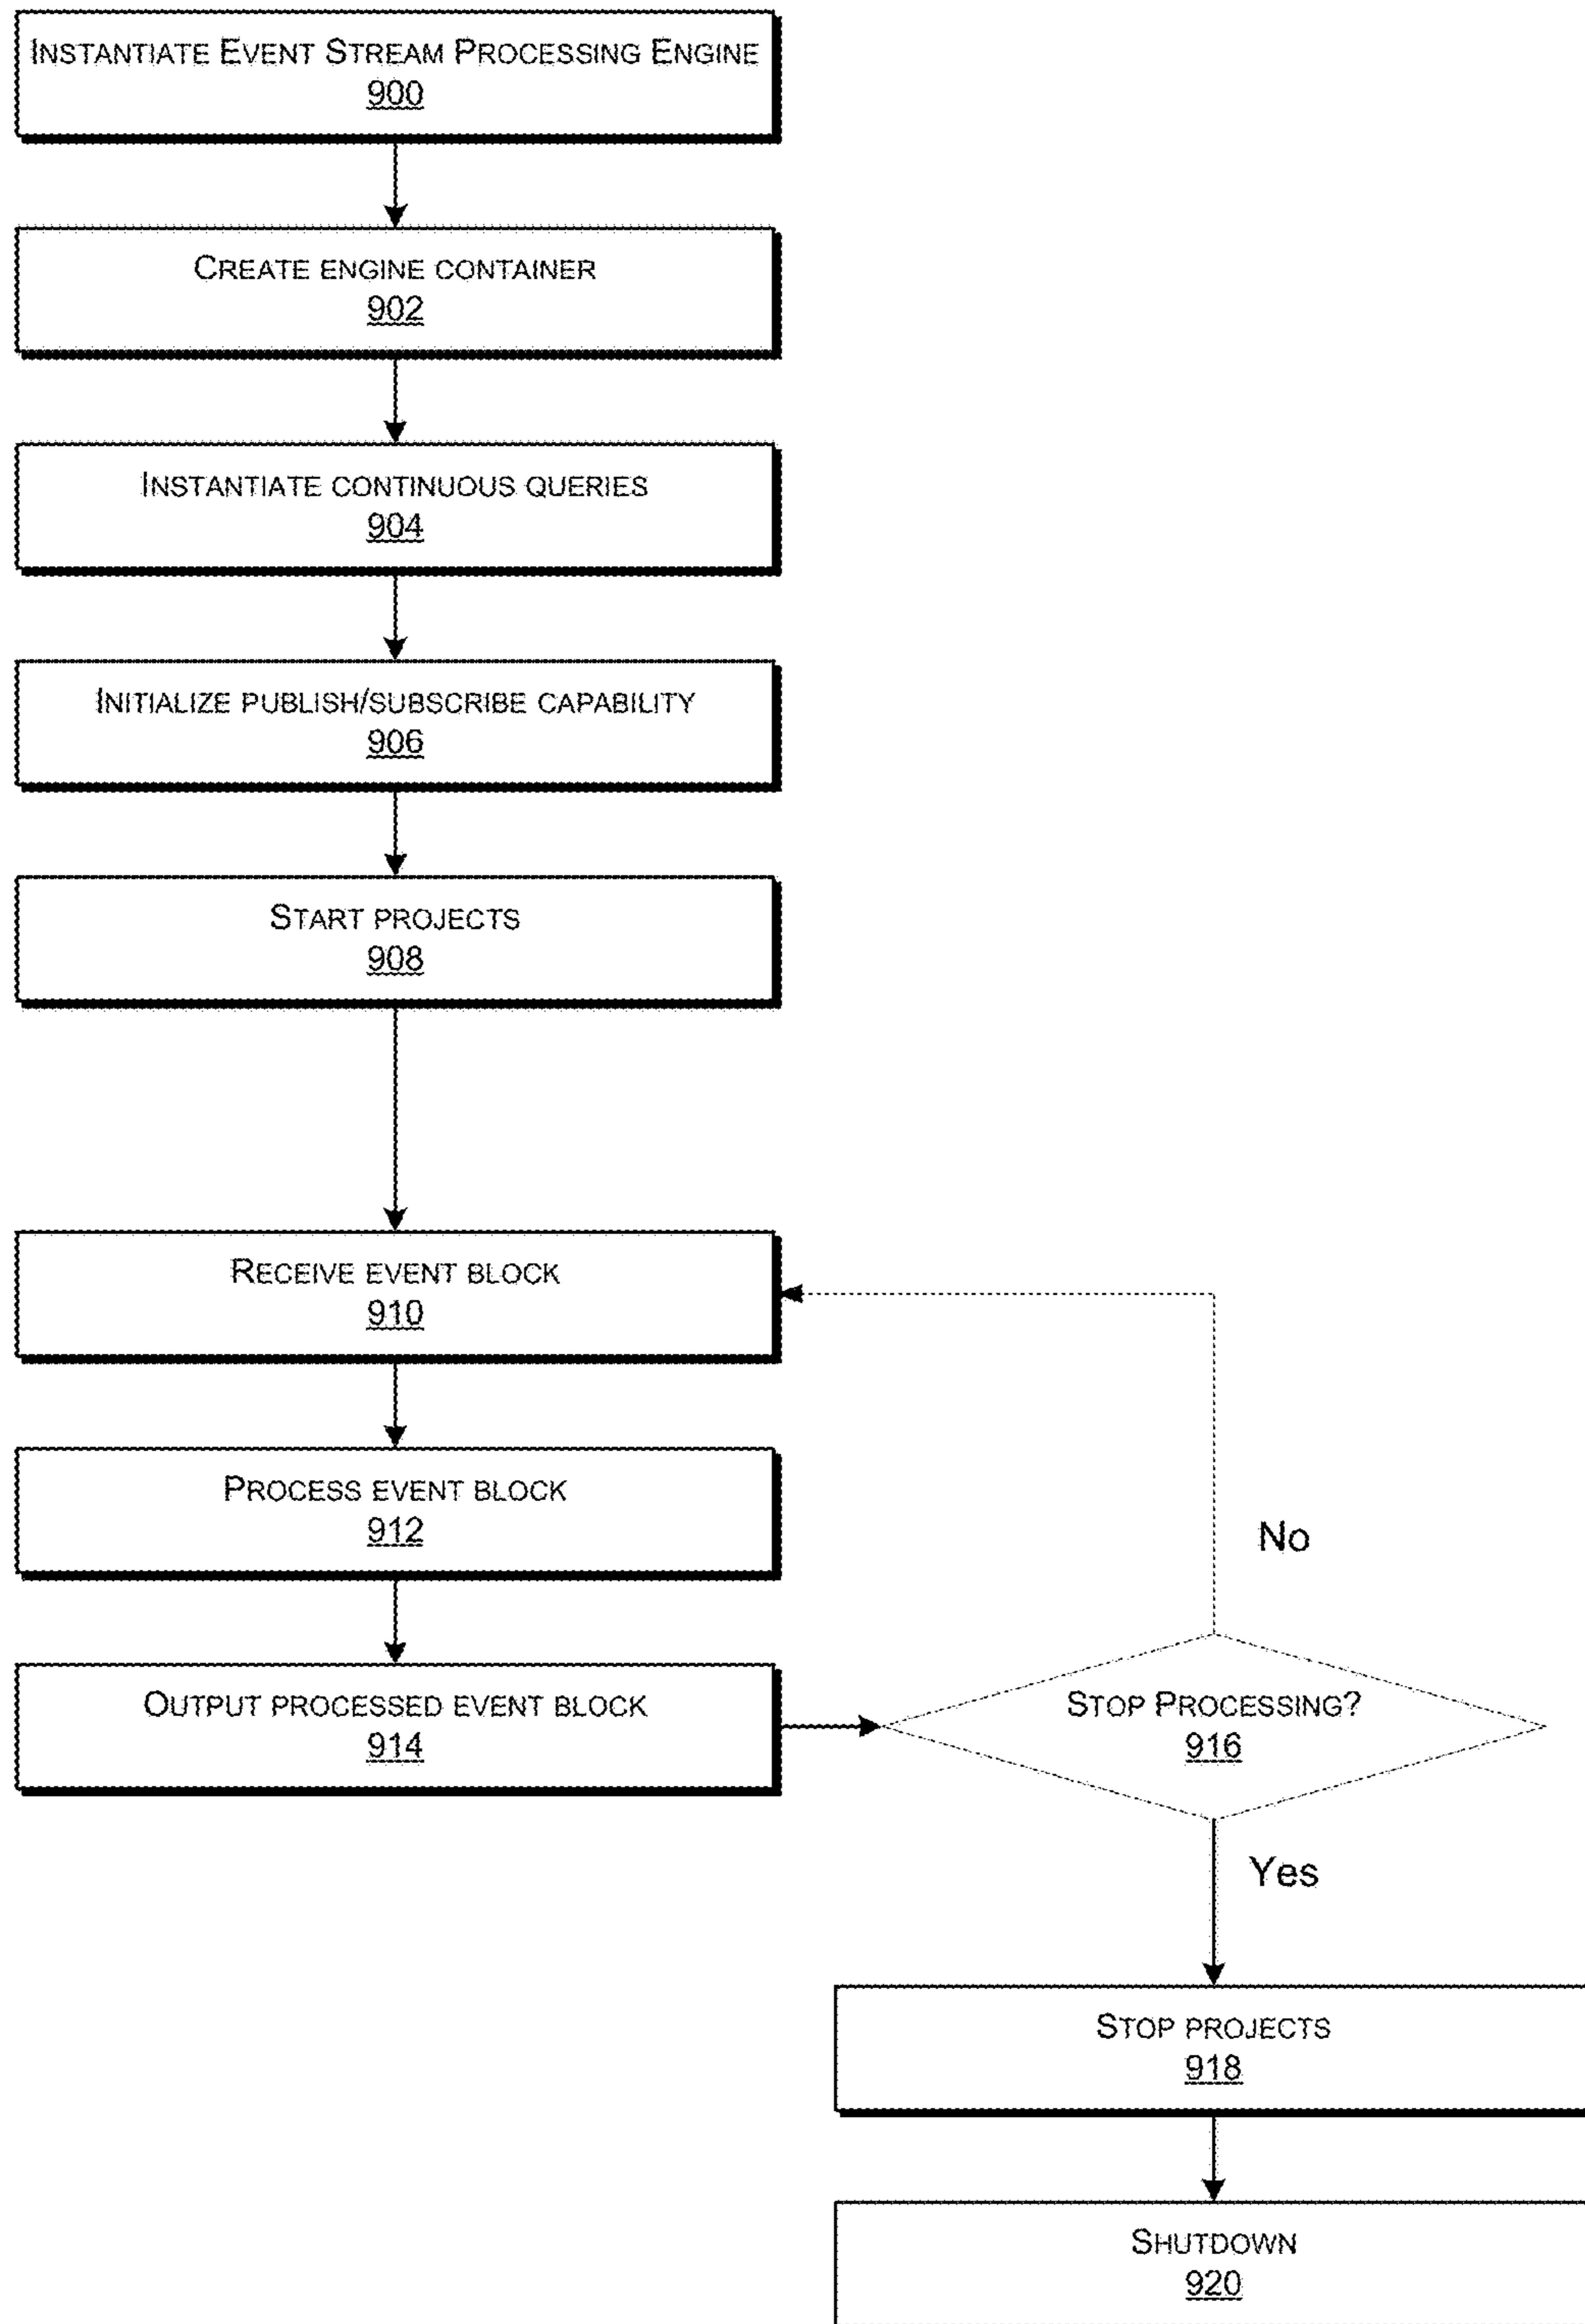 INSTANTIATE EVENT STREAM PROCESSING ENGINE
900
CREATE ENGINE CONTAINER
902
INSTANTIATE CONTINUOUS QUERIES
904
INITIALIZE PUBLISH/SUBSCRIBE CAPABILITY
906
START PROJECTS
908
RECEIVE EVENT BLOCK
910
PROCESS EVENT BLOCK
912
No
OUTPUT PROCESSED EVENT BLOCK
914
STOP PROCESSING?
916
Yes
STOP PROJECTS
918
SHUTDOWN
920